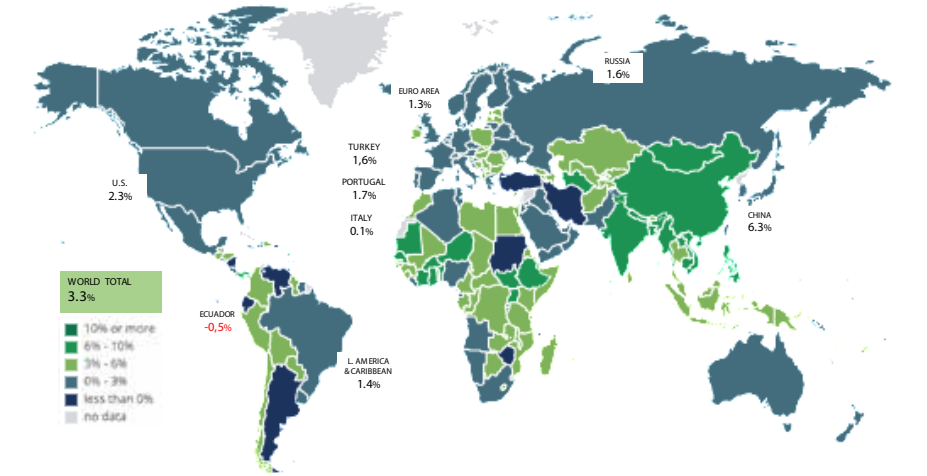 RUSSIA
1.6%
EURO AREA
1.3%
TURKEY
1,6%
U.S.
2.3%
PORTUGAL
1.7%
ITALY
0.1%
CHINA
6.3%
WORLD TOTAL
3.3%
ECUADOR
-0,5%
10% or more
6% - 10%
3% - 6%
0% - 3%
less than 0%
no data
L. AMERICA
& CARIBBEAN
1.4%